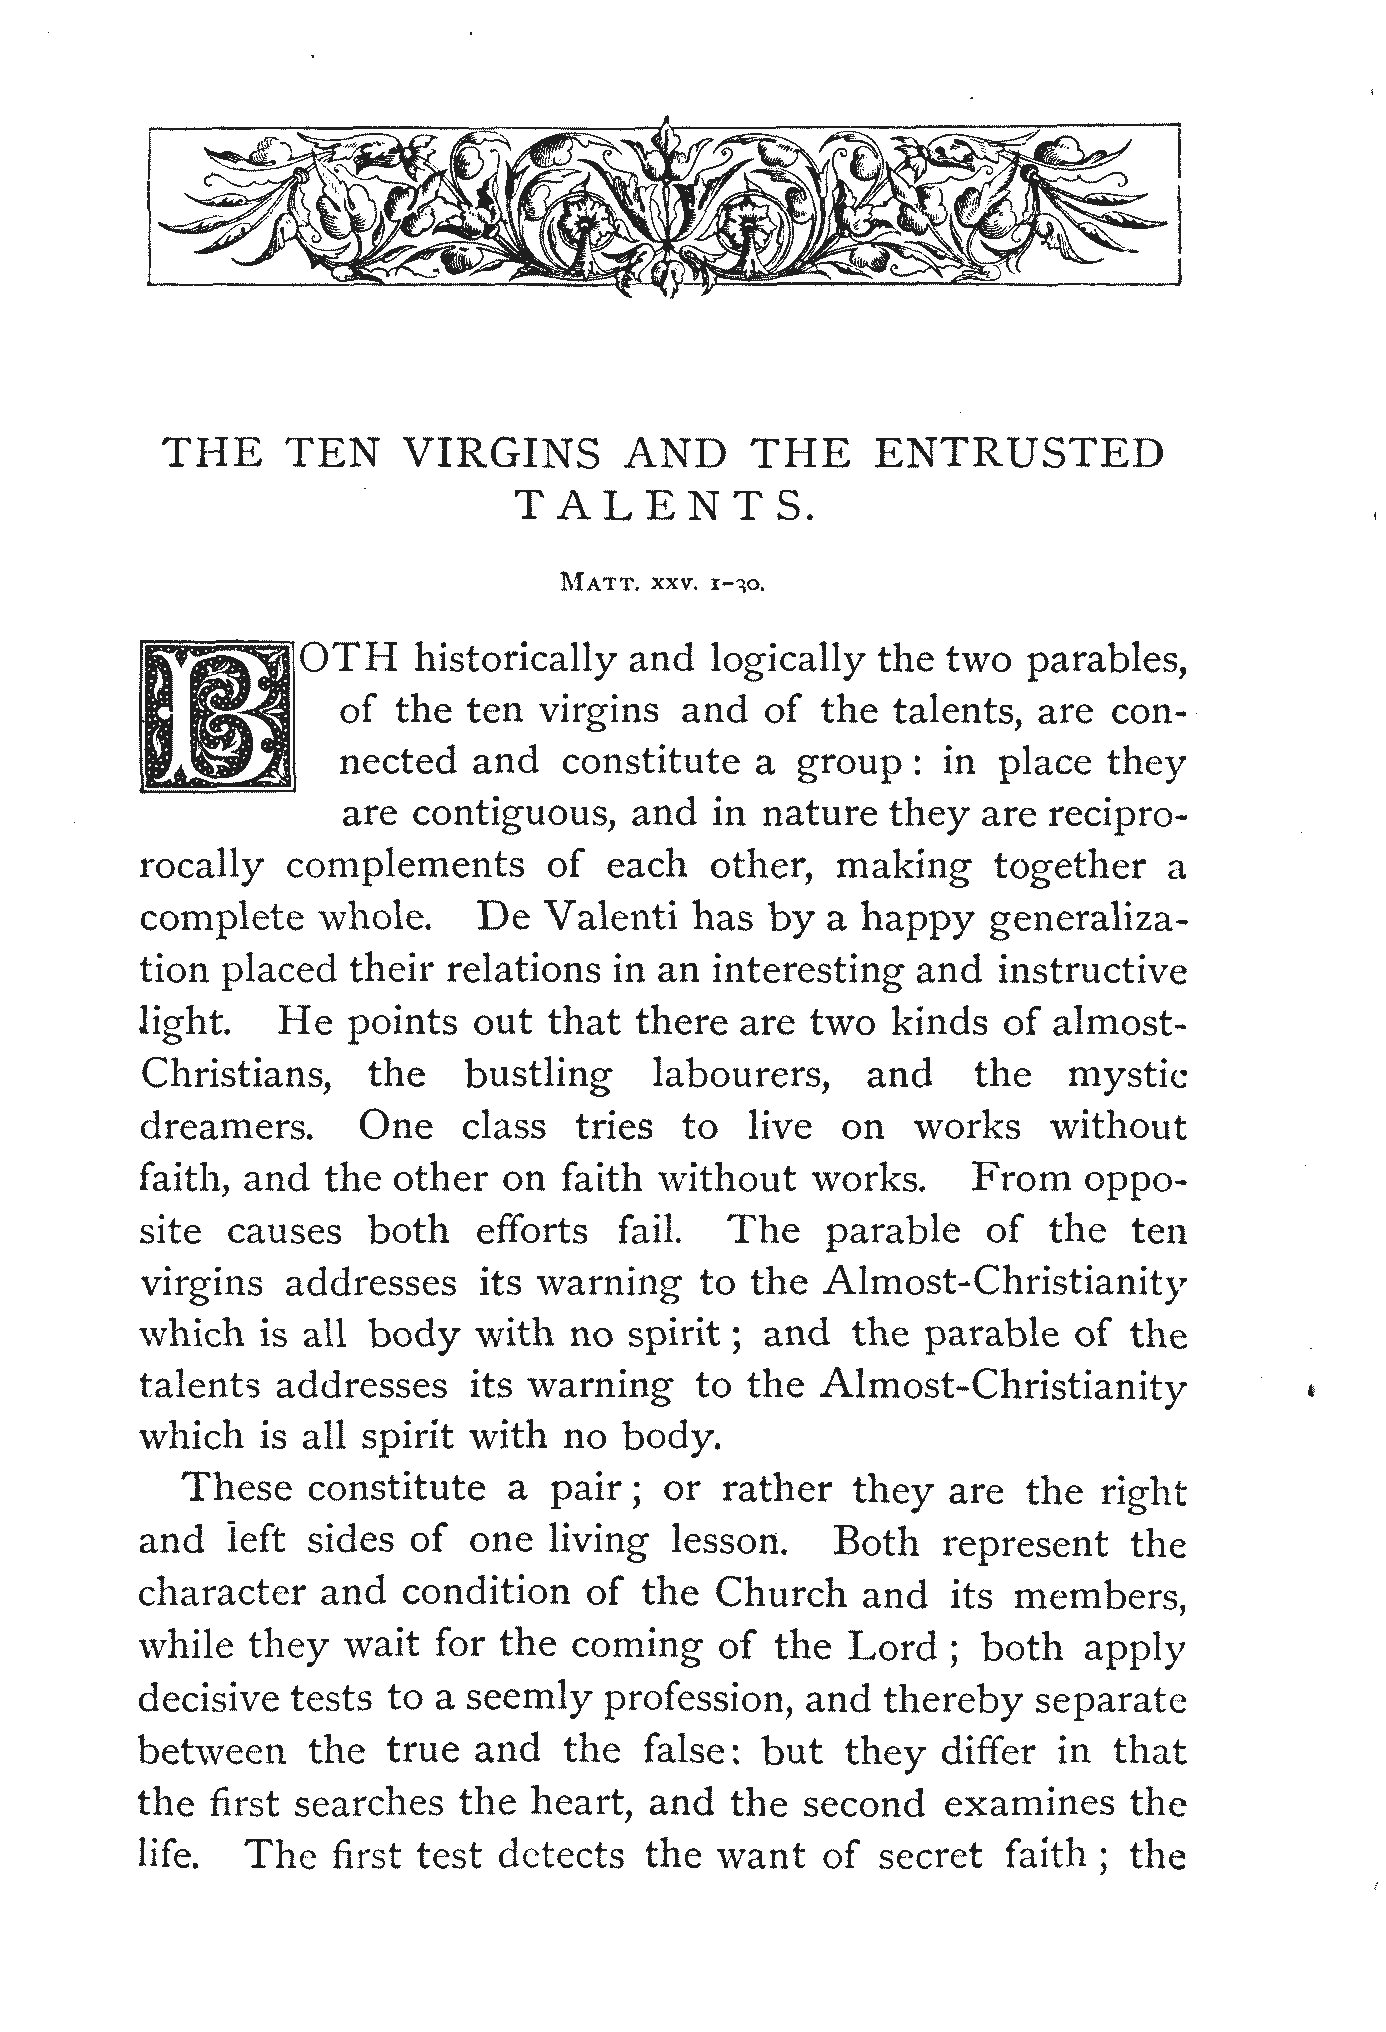 THE TEN VIRGINS AND THE ENTRUSTED
TALENTS.
MATT. XXV. 1-30.
BOTH historically and logically the two parables,
of the ten virgins and of the talents, are con-
nected and constitute a group : in place they
are contiguous, and in nature they are recipro-
rocally complements of each other, making together a
complete whole. De Valenti has by a happy generaliza-
tion placed their relations in an interesting and instructive
light. He points out that there are two kinds of almost-
Christians, the bustling labourers, and the mystic
dreamers. One class tries to live on works without
faith, and the other on faith without works. From oppo-
site causes both efforts fail. The parable of the ten
virgins addresses its warning to the Almost-Christianity
which is all body with no spirit ; and the parable of the
talents addresses its warning to the Almost-Christianity
which is all spirit with no body.
These constitute a pair ; or rather they are the right
and left sides of one living lesson. Both represent the
character and condition of the Church and its members,
while they wait for the coming of the Lord ; both apply
decisive tests to a seemly profession, and thereby separate
between the true and the false: but they differ in that
the first searches the heart, and the second examines the
life. The first test detects the want of secret faith ; the